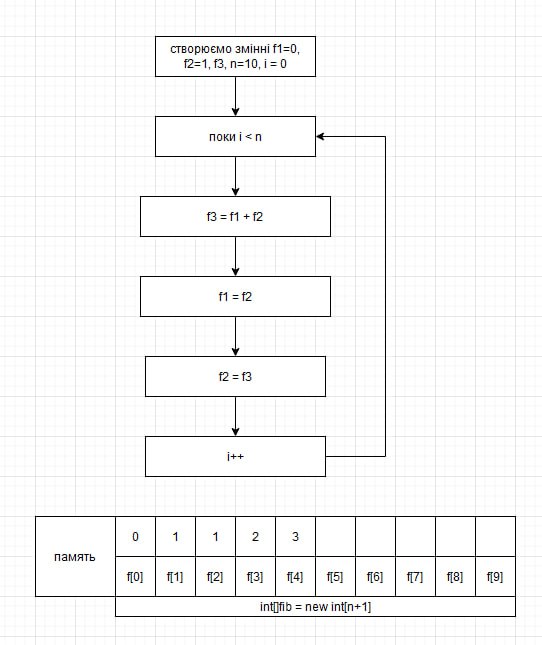 створюємо змінні f1=0,
f2=1, f3, n=10, i = 0
поки i < n
f3 = f1 + f2
f1 = f2
f2 = f3
i++
память
0 1 1 2 3
f[0] f[1] f[2] f[3] f[4] f[5] f[6] f[7] f[8] f[9]
int[]fib = new int[n+1]